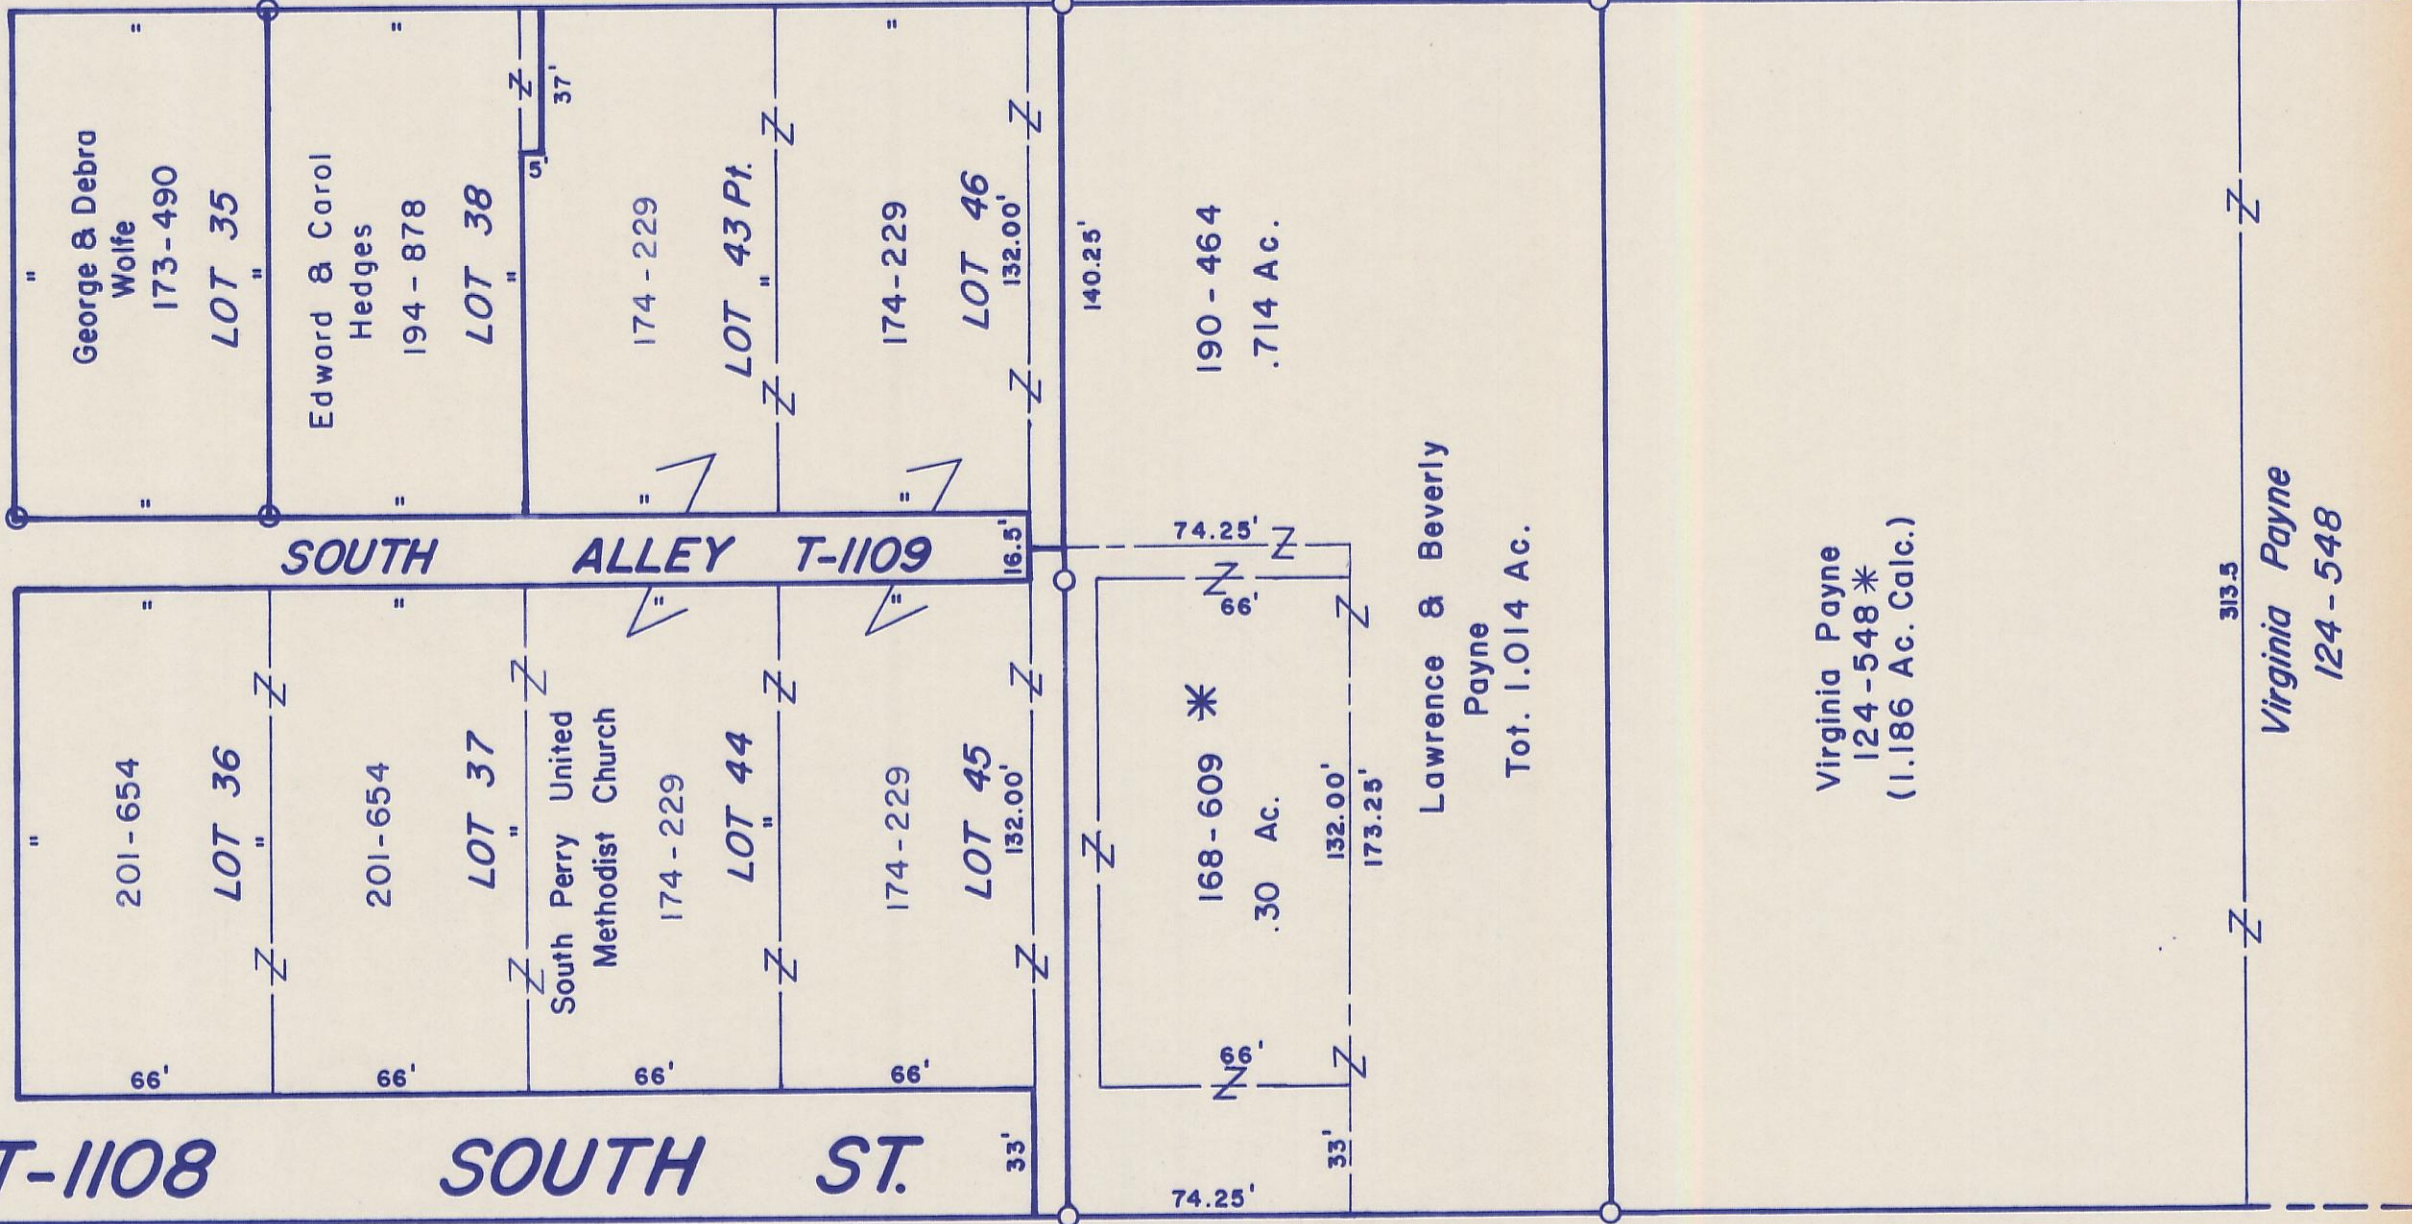 "
"
George & Debra
Wolfe
173-490
LOT 35
"
"
"
Edward & Carol
Hedges
194-878
LOT 38
"
"
Z
37'
5'
174-229
LOT 43 Pt.
"
"
Z
Z
"
174-229
LOT 46
132.00'
"
Z
Z
140.25'
190-464
.714 Ac.
SOUTH ALLEY T-1109
16.5'
74.25'
Z
Z
66'
"
"
201-654
LOT 36
"
66'
Z
Z
"
201-654
LOT 37
"
66'
Z
Z
South Perry United
Methodist Church
"
174-229
LOT 44
"
66'
Z
Z
"
174-229
LOT 45
132.00'
66'
Z
Z
Z
168-609 *
.30 Ac.
66'
Z
Z
Z
132.00'
173.25'
33'
74.25'
Lawrence & Beverly
Payne
Tot. 1.014 Ac.
T-1108 SOUTH ST.
33'
Virginia Payne
124-548 *
(1.186 Ac. Calc.)
Z
313.5
Z
Virginia Payne
124-548